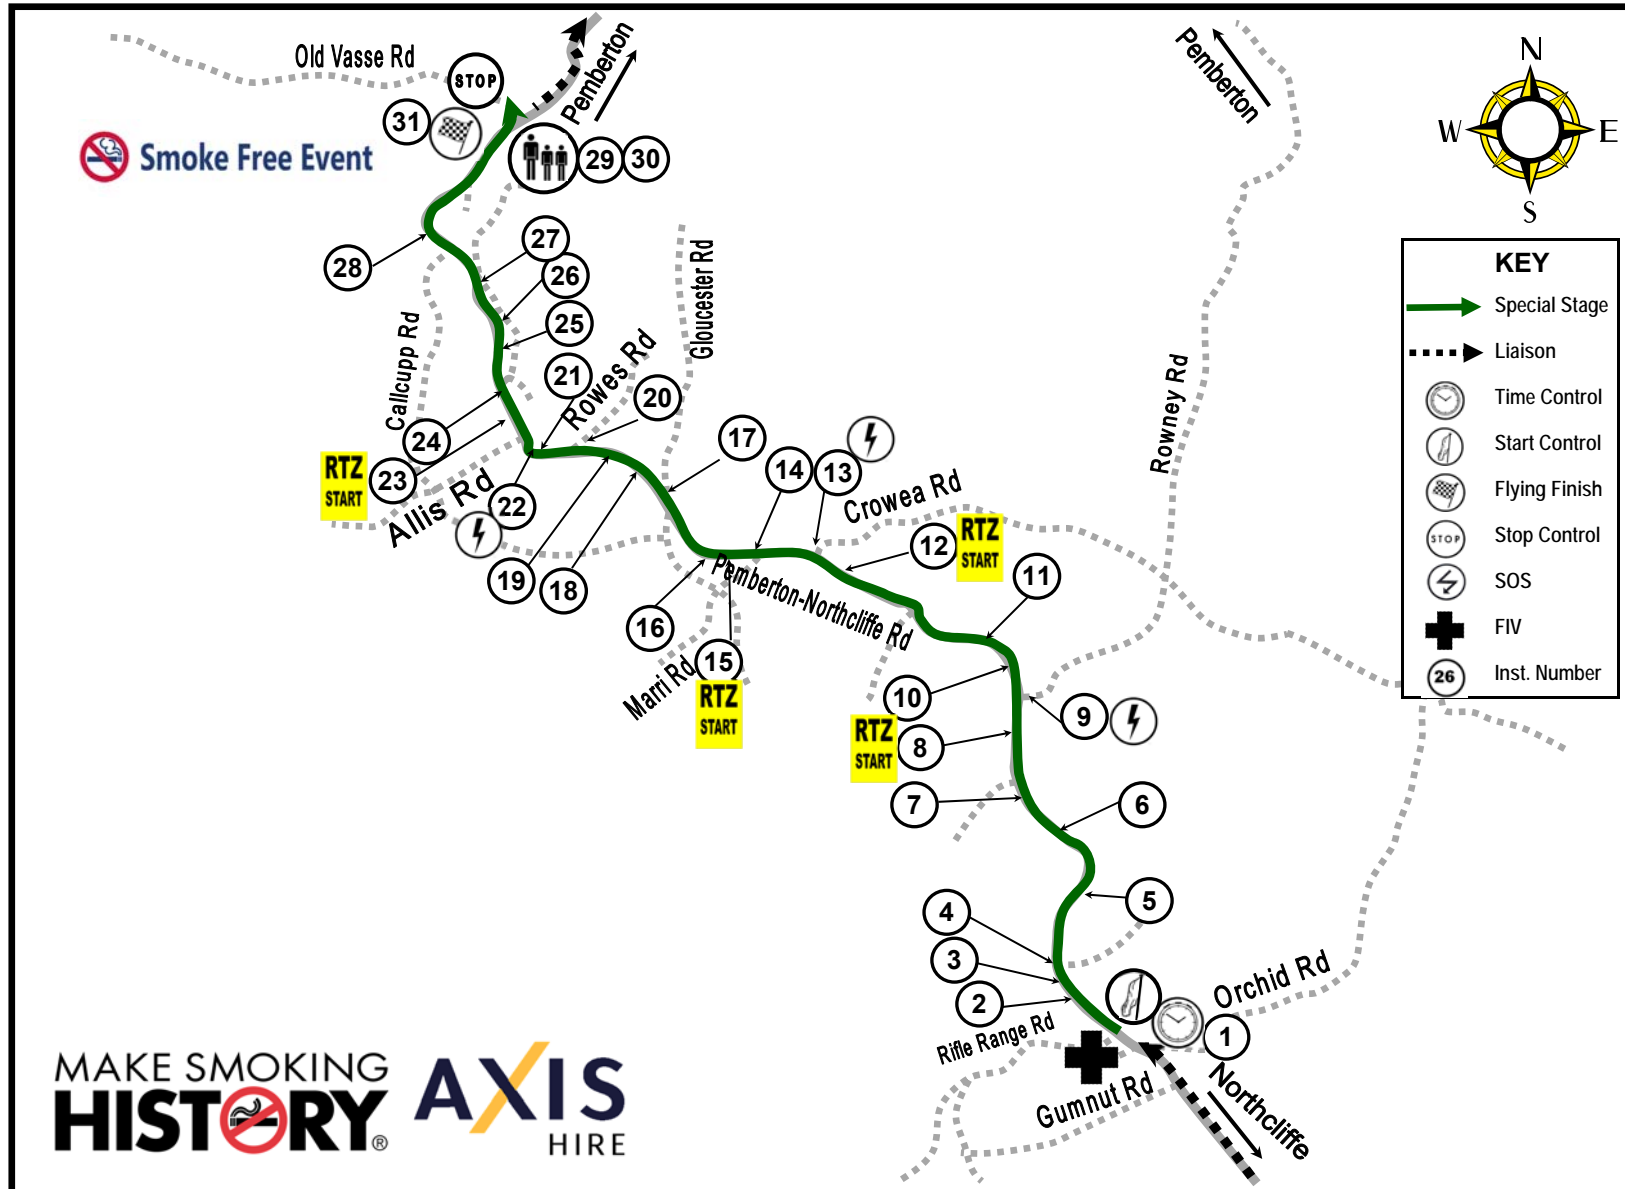 Old Vasse Rd
STOP
Pemberton
Pemberton
N
W
E
S
31
29
30
Smoke Free Event
28
27
26
25
Gloucester Rd
Callcupp Rd
21
Rowes Rd
20
24
RTZ
START
23
Allis Rd
22
19
18
17
14
13
Crowea Rd
12
RTZ
START
Rowney Rd
11
16
Pemberton-Northcliffe Rd
Marri Rd
15
RTZ
START
10
9
RTZ
START
8
7
6
5
4
3
2
Rifle Range Rd
Orchid Rd
1
Gumnut Rd
Northcliffe
KEY
Special Stage
Liaison
Time Control
Start Control
Flying Finish
STOP
Stop Control
SOS
FIV
26
Inst. Number
MAKE SMOKING
HISTORY®
AXIS
HIRE